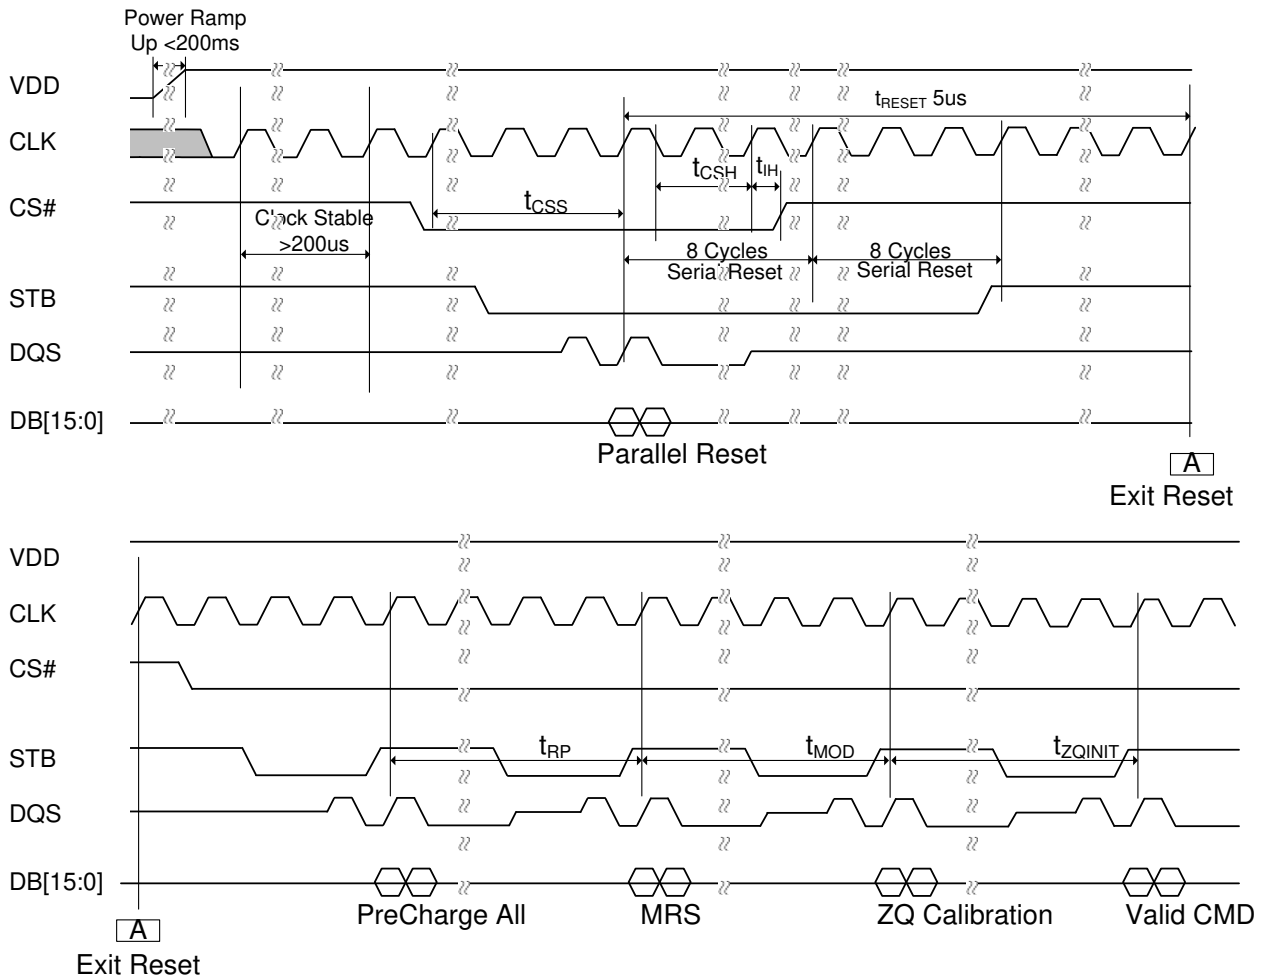 Power Ramp
Up <200ms
VDD
tRESET 5us
CLK
tCSH tIH
CS#
tCSS
Clock Stable
>200us
8 Cycles
Serial Reset
8 Cycles
Serial Reset
STB
DQS
DB[15:0]
Parallel Reset
A
Exit Reset
VDD
CLK
CS#
STB
tRP
tMOD
tZQINIT
DQS
DB[15:0]
PreCharge All
MRS
ZQ Calibration
Valid CMD
A
Exit Reset